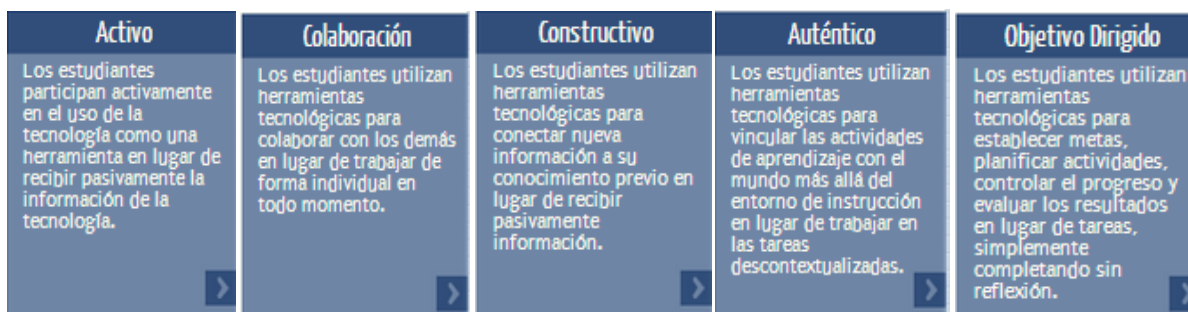 Activo
Los estudiantes
participan activamente
en el uso de la
tecnología como una
herramienta en lugar de
recibir pasivamente la
información de la
tecnología.
Colaboración
Los estudiantes utilizan
herramientas
tecnológicas para
colaborar con los demás
en lugar de trabajar de
forma individual en
todo momento.
Constructivo
Los estudiantes utilizan
herramientas
tecnológicas para
conectar nueva
información a su
conocimiento previo en
lugar de recibir
pasivamente
información.
Auténtico
Los estudiantes utilizan
herramientas
tecnológicas para
vincular las actividades
de aprendizaje con el
mundo más allá del
entorno de instrucción
en lugar de trabajar en
las tareas
descontextualizadas.
Objetivo Dirigido
Los estudiantes utilizan
herramientas
tecnológicas para
establecer metas,
planificar actividades,
controlar el progreso y
evaluar los resultados
en lugar de tareas,
simplemente
completando sin
reflexión.